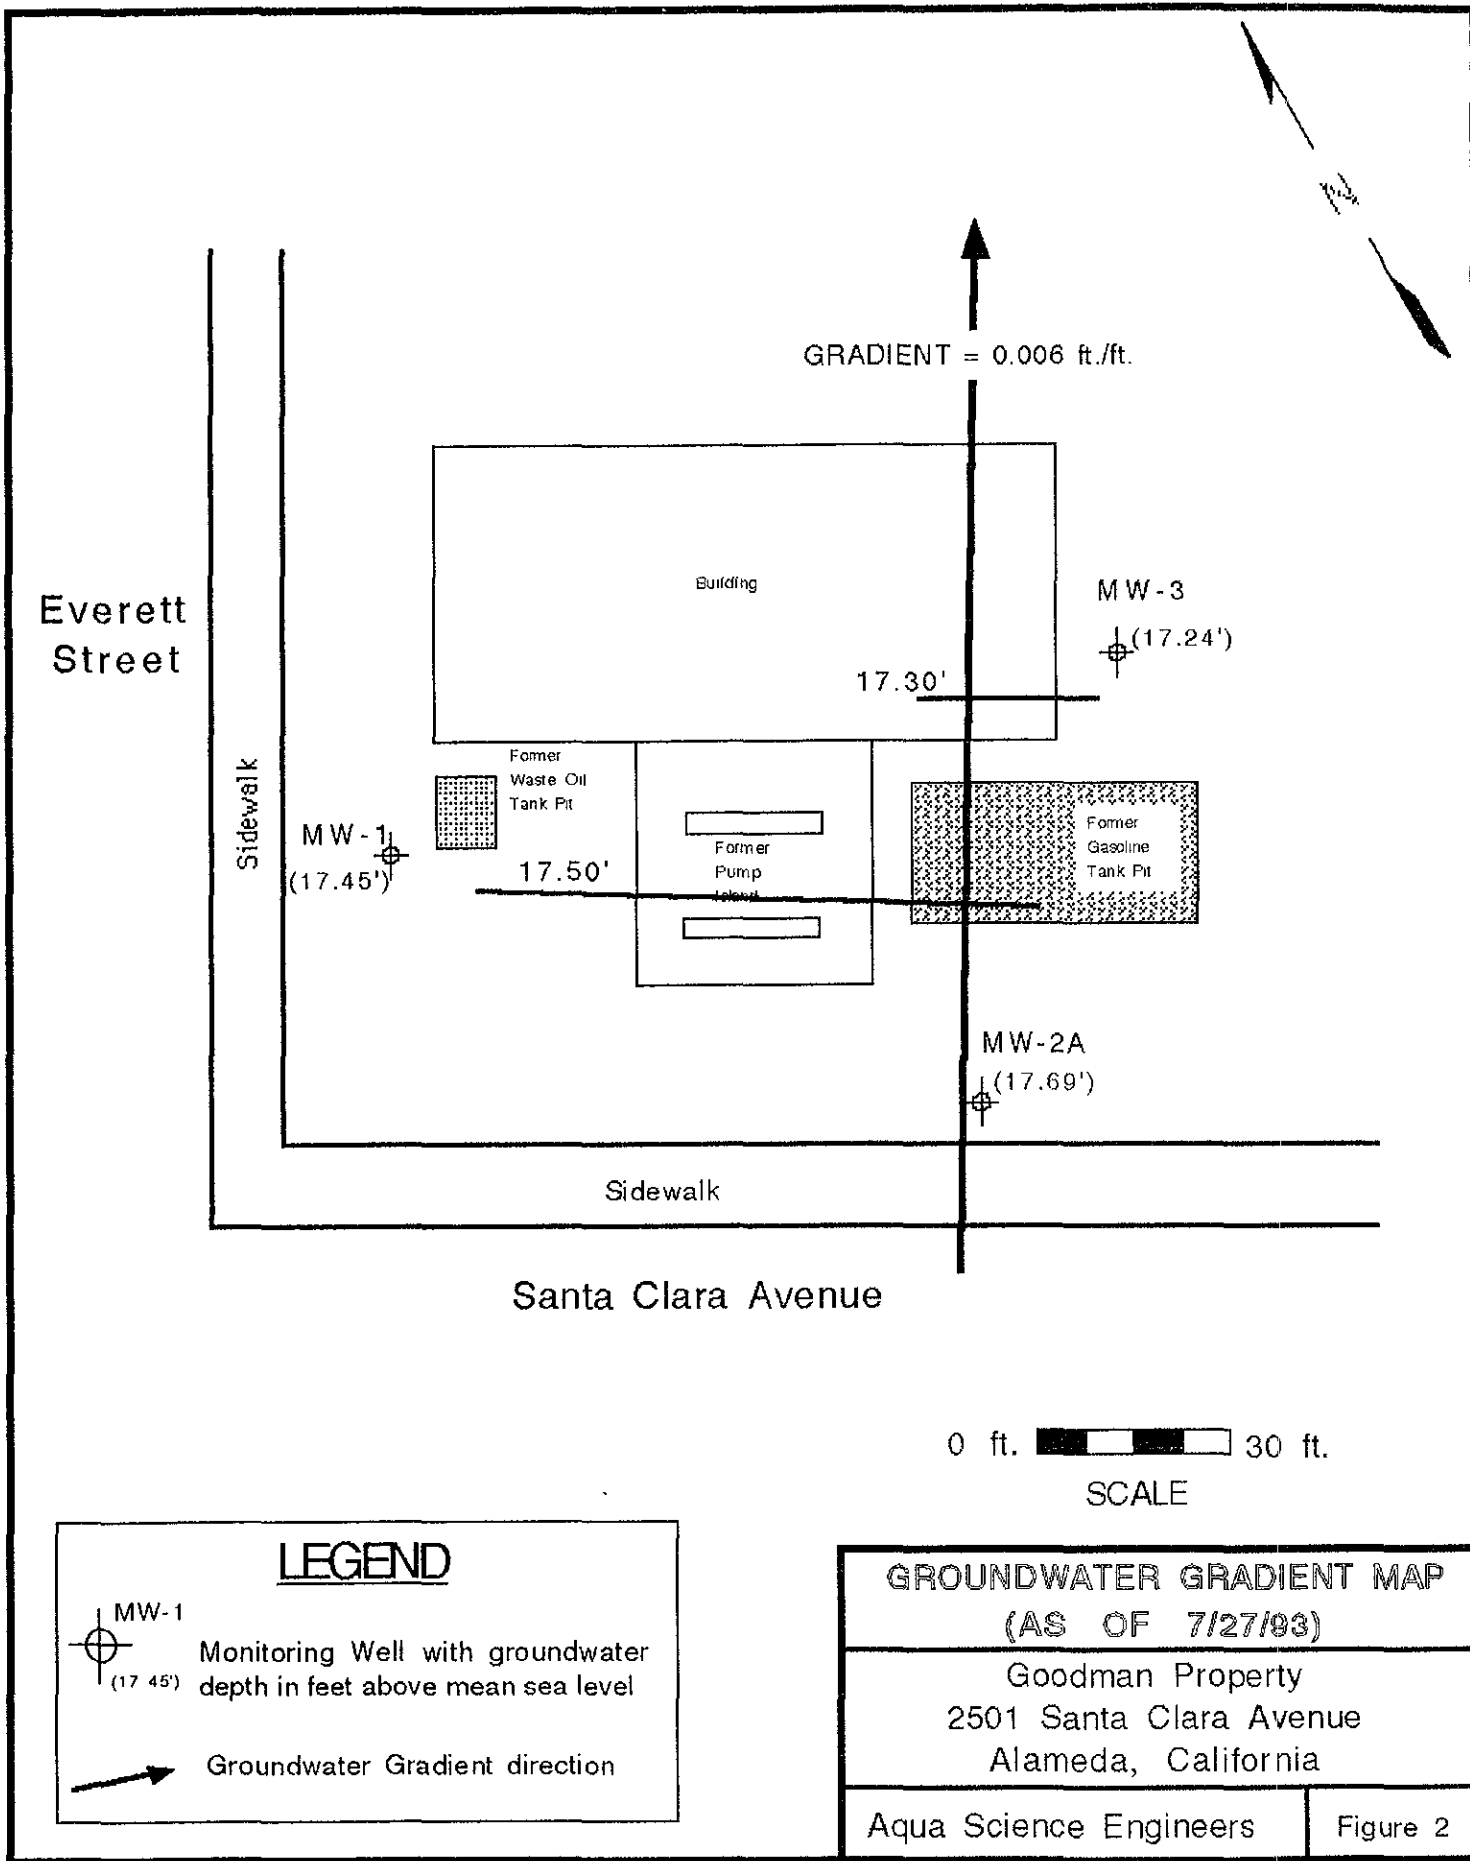 N
GRADIENT = 0.006 ft./ft.
Building
Everett
Street
MW-3
(17.24')
17.30'
Sidewalk
Former
Waste Oil
Tank Pit
MW-1
(17.45')
17.50'
Former
Pump
Island
Former
Gasoline
Tank Pit
MW-2A
(17.69')
Sidewalk
Santa Clara Avenue
0 ft. 30 ft.
SCALE
LEGEND
MW-1
(17 45')
Monitoring Well with groundwater
depth in feet above mean sea level
Groundwater Gradient direction
GROUNDWATER GRADIENT MAP
(AS OF 7/27/93)
Goodman Property
2501 Santa Clara Avenue
Alameda, California
Aqua Science Engineers
Figure 2